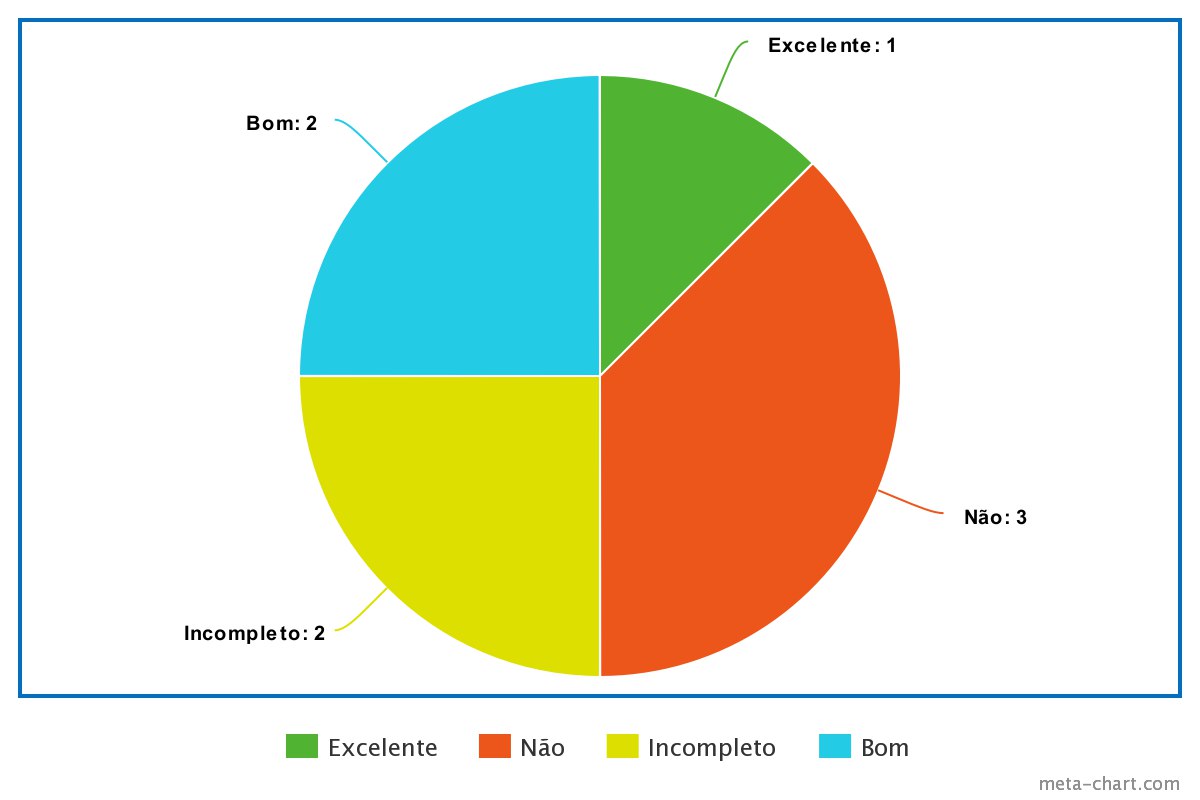 Excelente: 1
Bom: 2
Não: 3
Incompleto: 2
Excelente Não Incompleto Bom
meta-chart.com